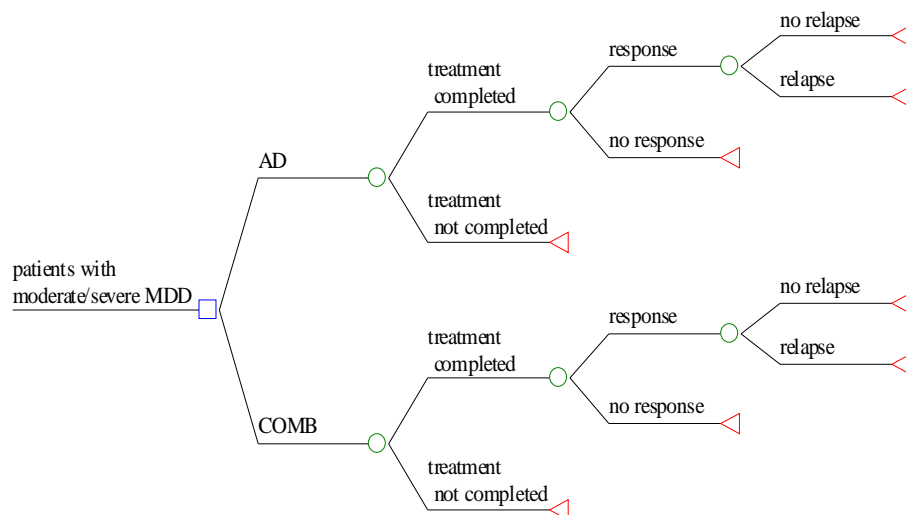 no relapse
treatment
completed
response
relapse
no response
AD
treatment
not completed
patients with
moderate/severe MDD
no relapse
treatment
completed
response
relapse
no response
COMB
treatment
not completed